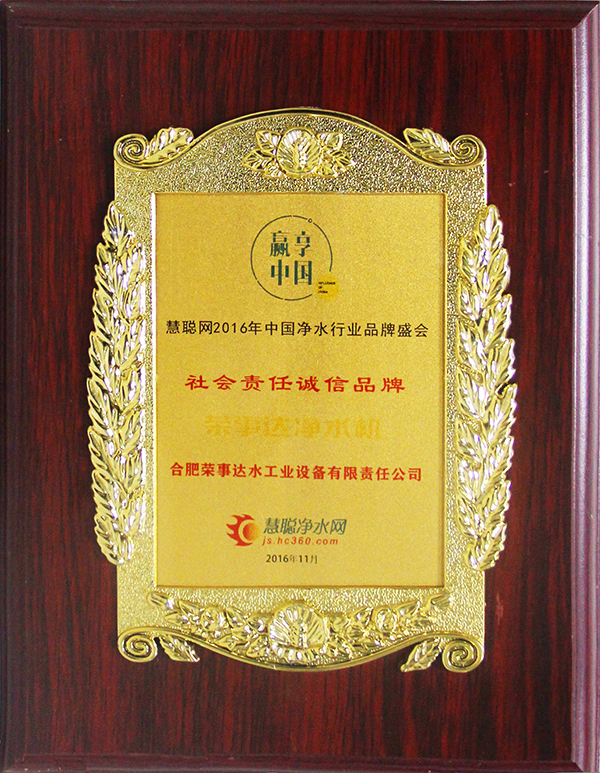 赢亨
中国
慧聪网2016年中国净水行业品牌盛会
社会责任诚信品牌
荣事达净水机
合肥荣事达水工业设备有限责任公司
慧聪净水网
js.hc360.com
2016年11月